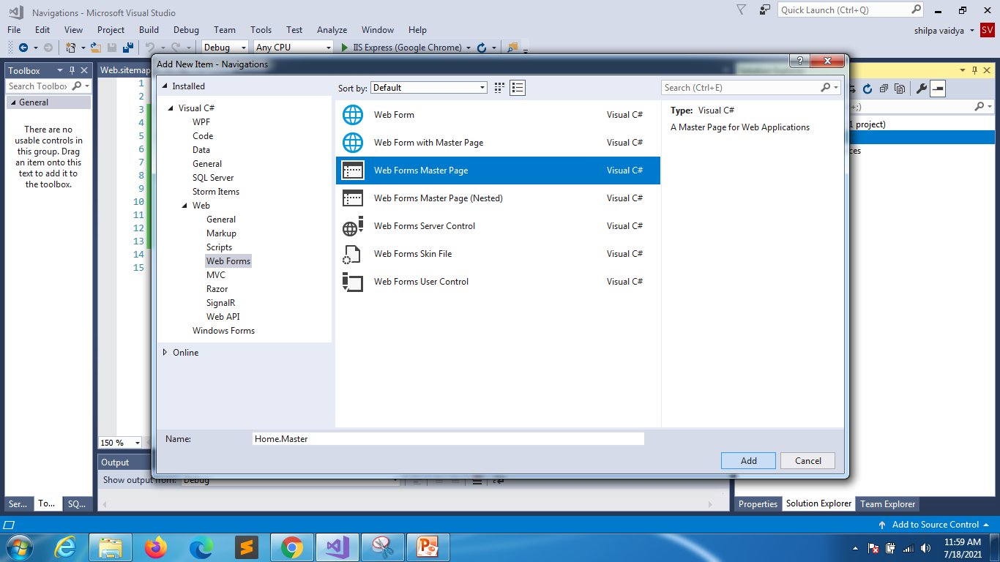 Navigations - Microsoft Visual Studio
Quick Launch (Ctrl+Q)
File Edit View Project Build Debug Team Tools Test Analyze Window Help
shilpa vaidya SV
Debug Any CPU IIS Express (Google Chrome)
Toolbox
Search Toolbox
General
There are no
usable controls in
this group. Drag
an item onto this
text to add it to
the toolbox.
Web.sitemap
1
2
3
4
5
6
7
8
9
10
11
12
13
14
15
150 %
Add New Item - Navigations
Installed
Visual C#
WPF
Code
Data
General
SQL Server
Storm Items
Web
General
Markup
Scripts
Web Forms
MVC
Razor
SignalR
Web API
Windows Forms
Online
Sort by: Default
Search (Ctrl+E)
Web Form Visual C#
Web Form with Master Page Visual C#
Web Forms Master Page Visual C#
Web Forms Master Page (Nested) Visual C#
Web Forms Server Control Visual C#
Web Forms Skin File Visual C#
Web Forms User Control Visual C#
Type: Visual C#
A Master Page for Web Applications
Name: Home.Master
Add Cancel
Solution Explorer
+;)
1 project)
ces
Output
Show output from: Debug
Ser... To... SQ...
Properties Solution Explorer Team Explorer
Add to Source Control
11:59 AM
7/18/2021